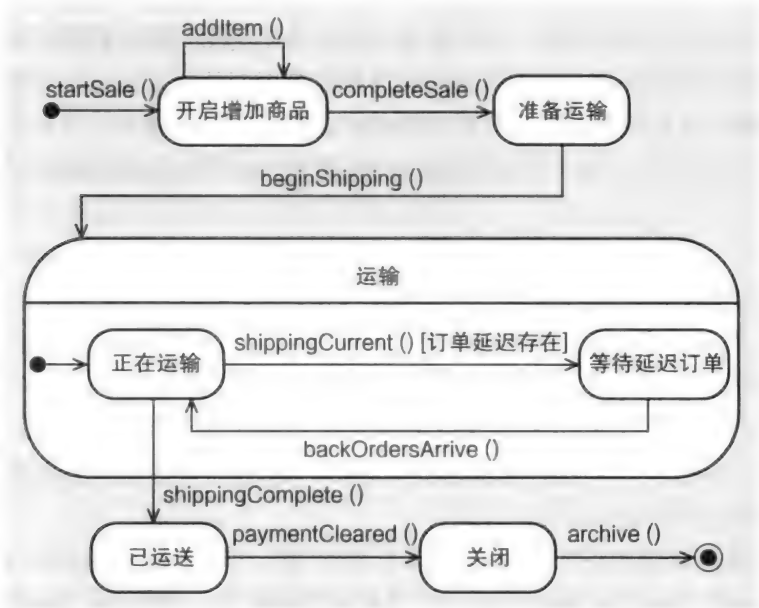 addItem ()
startSale ()
开启增加商品
completeSale ()
准备运输
beginShipping ()
运输
正在运输
shippingCurrent () [订单延迟存在]
等待延迟订单
backOrdersArrive ()
shippingComplete ()
已运送
paymentCleared ()
关闭
archive ()